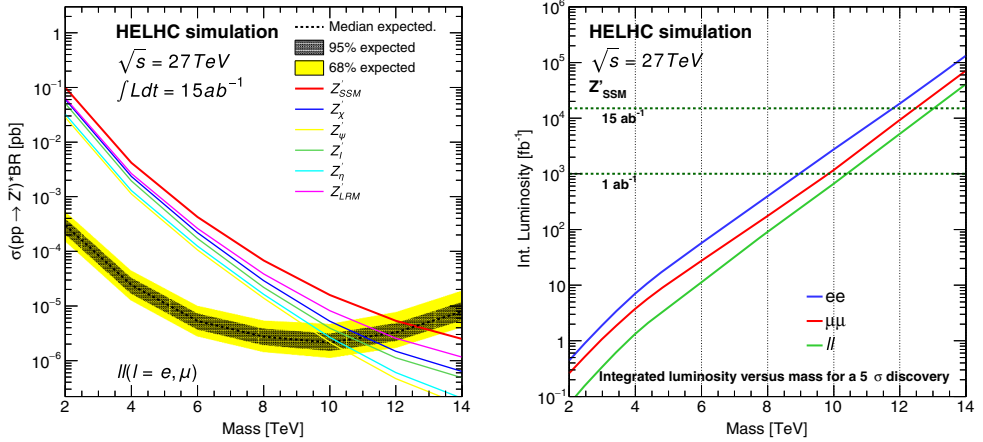 HELHC simulation
√s = 27TeV
∫Ldt = 15ab⁻¹
Median expected.
95% expected
68% expected
Z'SSM
Z'χ
Z'ψ
Z'I
Z'η
Z'LRM
ll(l = e, μ)
σ(pp → Z')*BR [pb]
1
10⁻¹
10⁻²
10⁻³
10⁻⁴
10⁻⁵
10⁻⁶
2 4 6 8 10 12 14
Mass [TeV]
HELHC simulation
√s = 27TeV
Z'SSM
15 ab⁻¹
1 ab⁻¹
ee
μμ
Integrated luminosity versus mass for a 5 σ discovery
Int. Luminosity [fb⁻¹]
10⁶
10⁵
10⁴
10³
10²
10
1
10⁻¹
2 4 6 8 10 12 14
Mass [TeV]